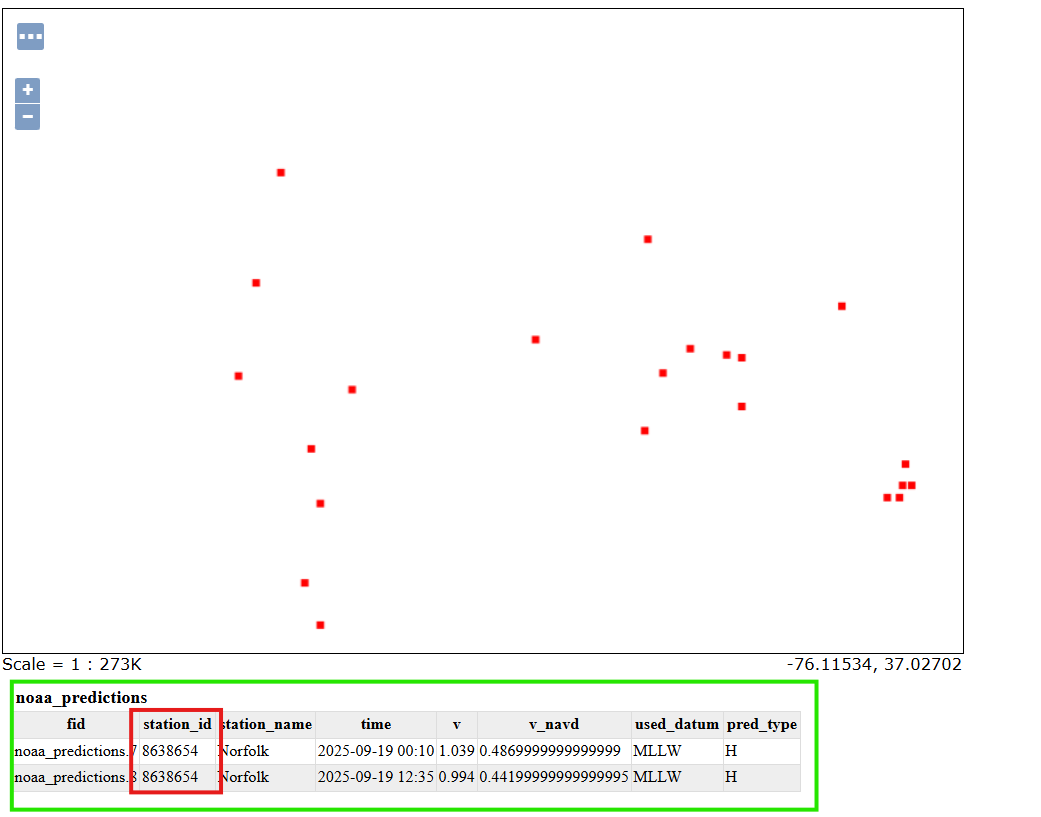 +
−
Scale = 1 : 273K
-76.11534, 37.02702
noaa_predictions
fid station_id station_name time v v_navd used_datum pred_type
noaa_predictions.7 8638654 Norfolk 2025-09-19 00:10 1.039 0.4869999999999999 MLLW H
noaa_predictions.8 8638654 Norfolk 2025-09-19 12:35 0.994 0.44199999999999995 MLLW H